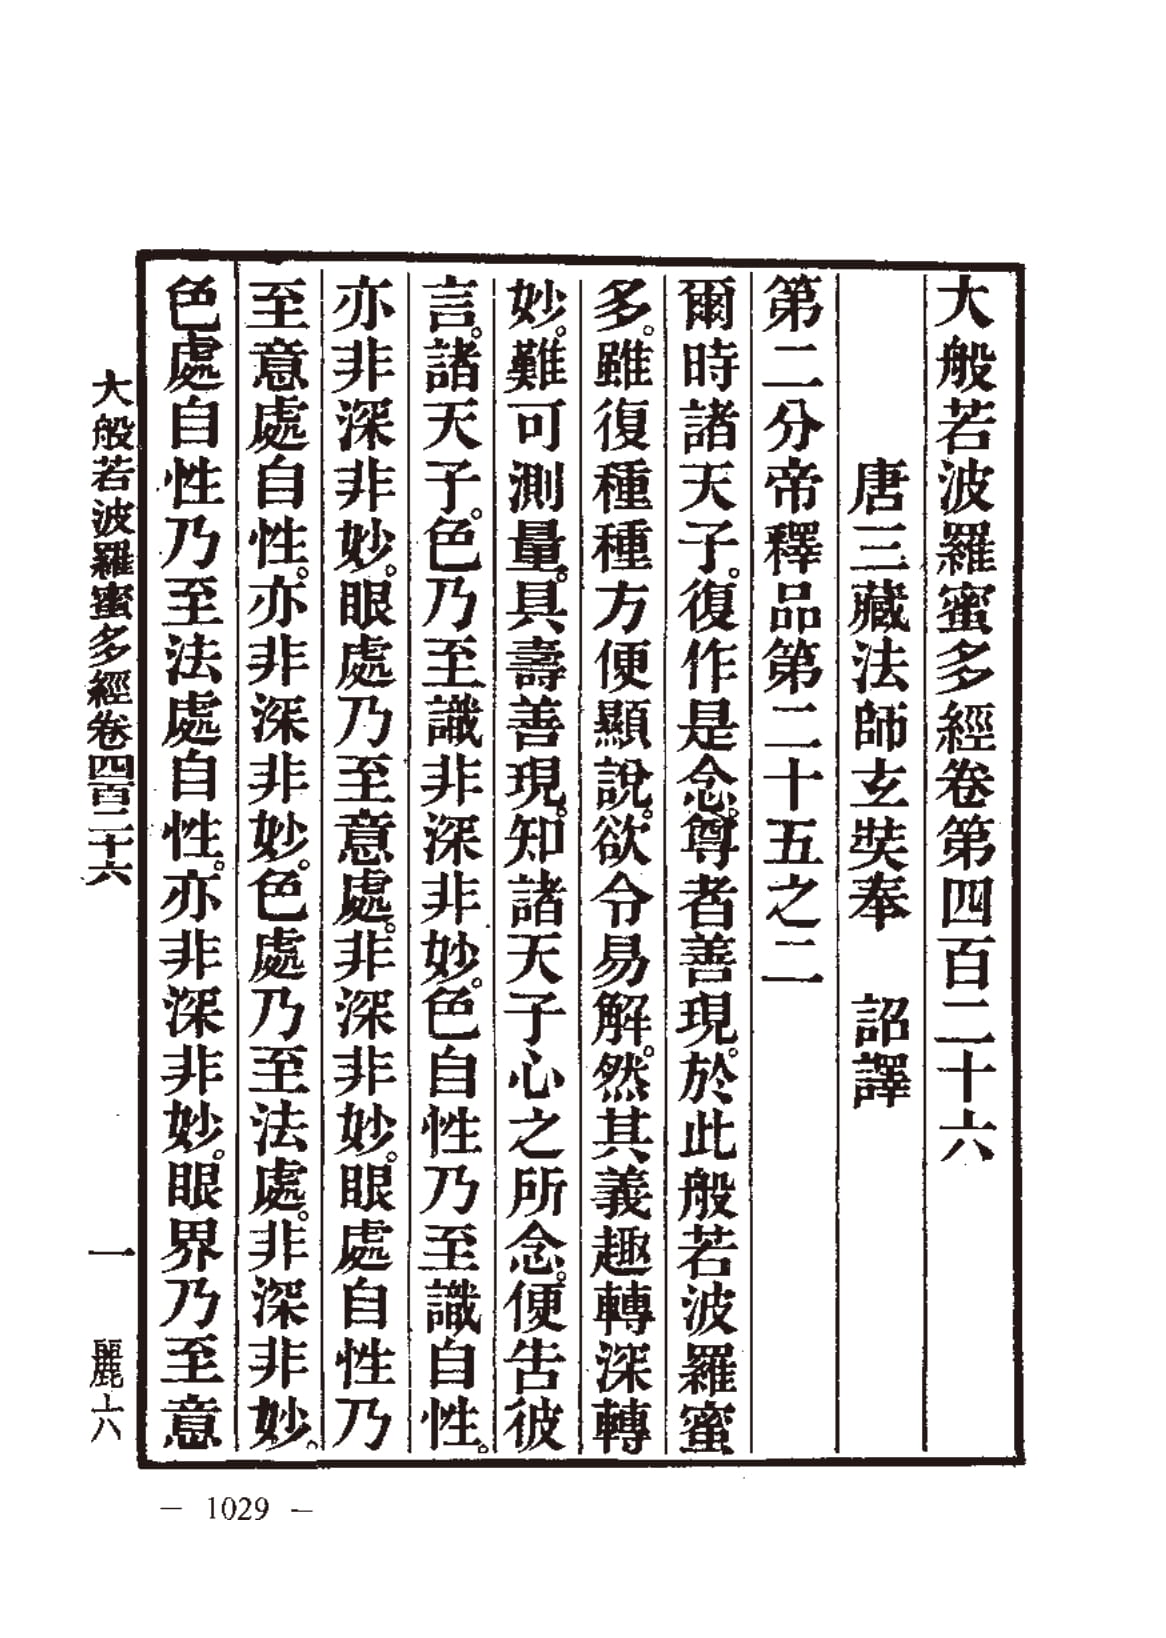 大般若波羅蜜多經卷第四百二十六
唐三藏法師玄奘奉　詔譯
第二分帝釋品第二十五之二
爾時諸天子。復作是念。尊者善現。於此般若波羅蜜
多。雖復種種方便顯說。欲令易解。然其義趣轉深轉
妙。難可測量。具壽善現。知諸天子心之所念。便告彼
言。諸天子。色乃至識非深非妙。色自性乃至識自性。
亦非深非妙。眼處乃至意處。非深非妙。眼處自性乃
至意處自性。亦非深非妙。色處乃至法處。非深非妙。
色處自性乃至法處自性。亦非深非妙。眼界乃至意
大般若波羅蜜多經卷四百二十六　一　麗六
— 1029 —